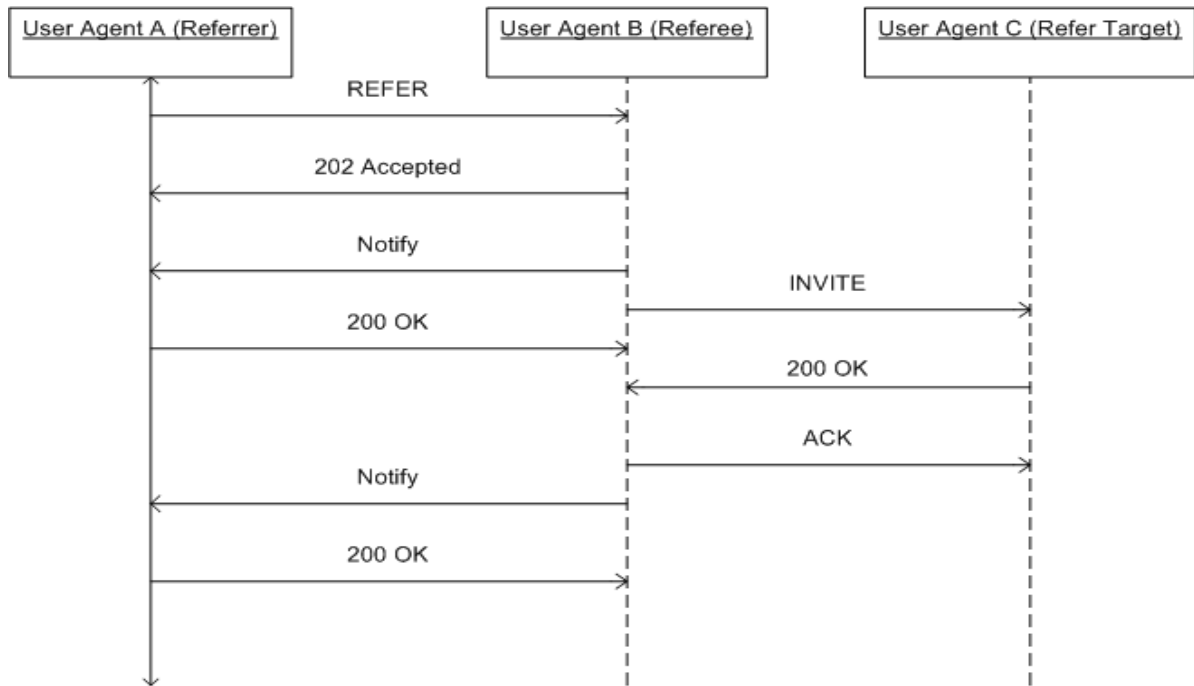 User Agent A (Referrer)
User Agent B (Referee)
User Agent C (Refer Target)
REFER
202 Accepted
Notify
INVITE
200 OK
200 OK
ACK
Notify
200 OK